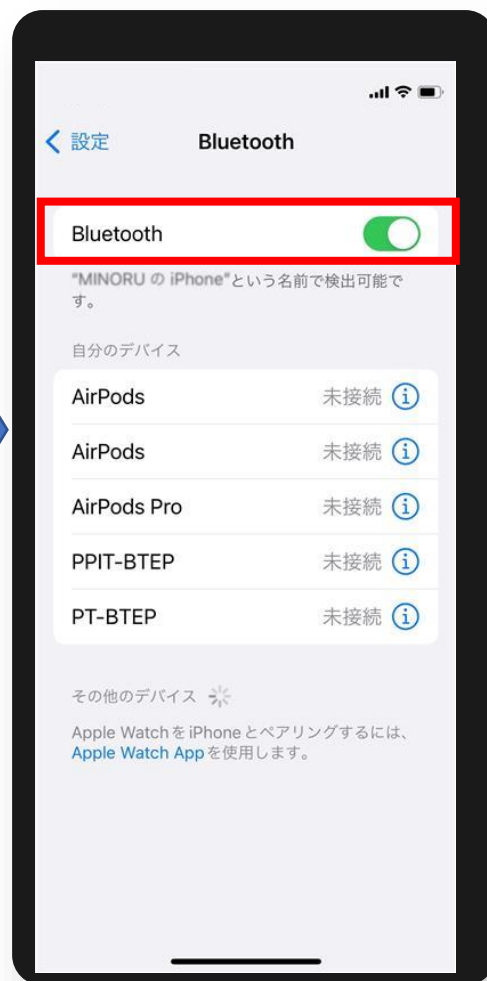 設定
Bluetooth
Bluetooth
“MINORU の iPhone”という名前で検出可能で
す。
自分のデバイス
AirPods 未接続
AirPods 未接続
AirPods Pro 未接続
PPIT-BTEP 未接続
PT-BTEP 未接続
その他のデバイス
Apple WatchをiPhoneとペアリングするには、
Apple Watch Appを使用します。